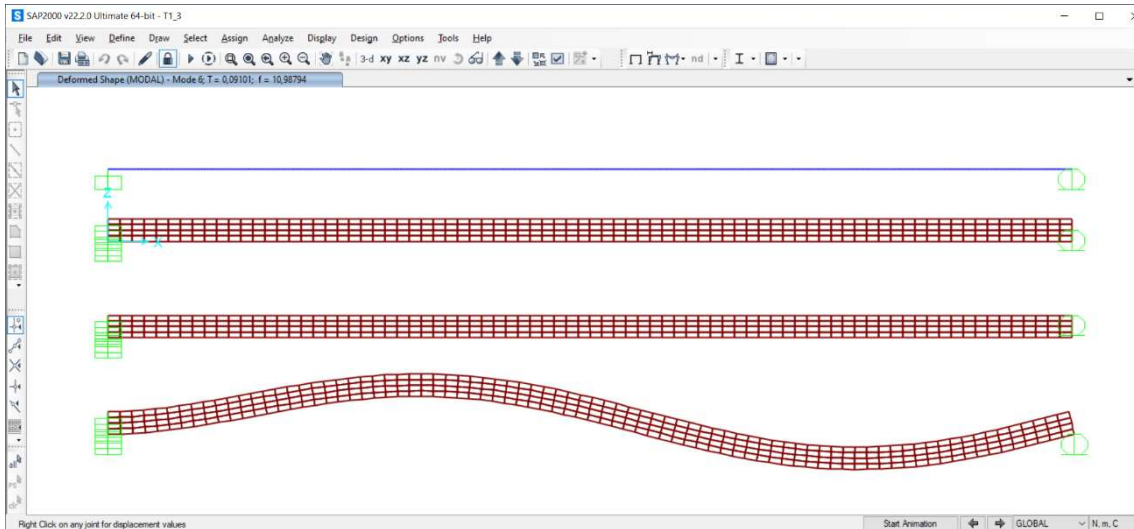 SAP2000 v22.2.0 Ultimate 64-bit - T1_3
File Edit View Define Draw Select Assign Analyze Display Design Options Tools Help
3-d xy xz yz nv nd
Deformed Shape (MODAL) - Mode 6; T = 0,09101; f = 10,98794
Z
X
all
Right Click on any joint for displacement values
Start Animation
GLOBAL
N, m, C